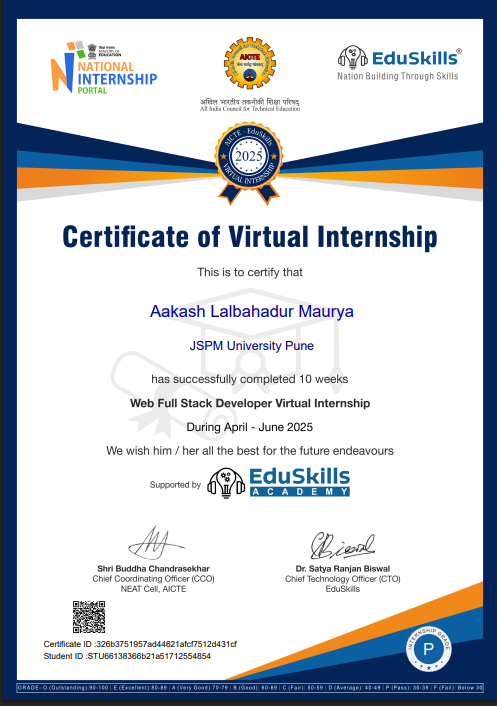 शिक्षा मंत्रालय
MINISTRY OF
EDUCATION
NATIONAL
INTERNSHIP
PORTAL
AICTE
अखिल भारतीय तकनीकी शिक्षा परिषद्
All India Council for Technical Education
EduSkills®
Nation Building Through Skills
AICTE - EduSkills
2025
VIRTUAL INTERNSHIP
Certificate of Virtual Internship
This is to certify that
Aakash Lalbahadur Maurya
JSPM University Pune
has successfully completed 10 weeks
Web Full Stack Developer Virtual Internship
During April - June 2025
We wish him / her all the best for the future endeavours
Supported by
EduSkills
ACADEMY
Shri Buddha Chandrasekhar
Chief Coordinating Officer (CCO)
NEAT Cell, AICTE
Dr. Satya Ranjan Biswal
Chief Technology Officer (CTO)
EduSkills
Certificate ID :326b3751957ad44621afcf7512d431cf
Student ID :STU66138366b21a51712554854
INTERNSHIP GRADE
P
GRADE:- O (Outstanding):90-100 | E (Excellent):80-89 | A (Very Good):70-79 | B (Good): 60-69 | C (Fair): 50-59 | D (Average): 40-49 | P (Pass): 30-39 | F (Fail): Below 30